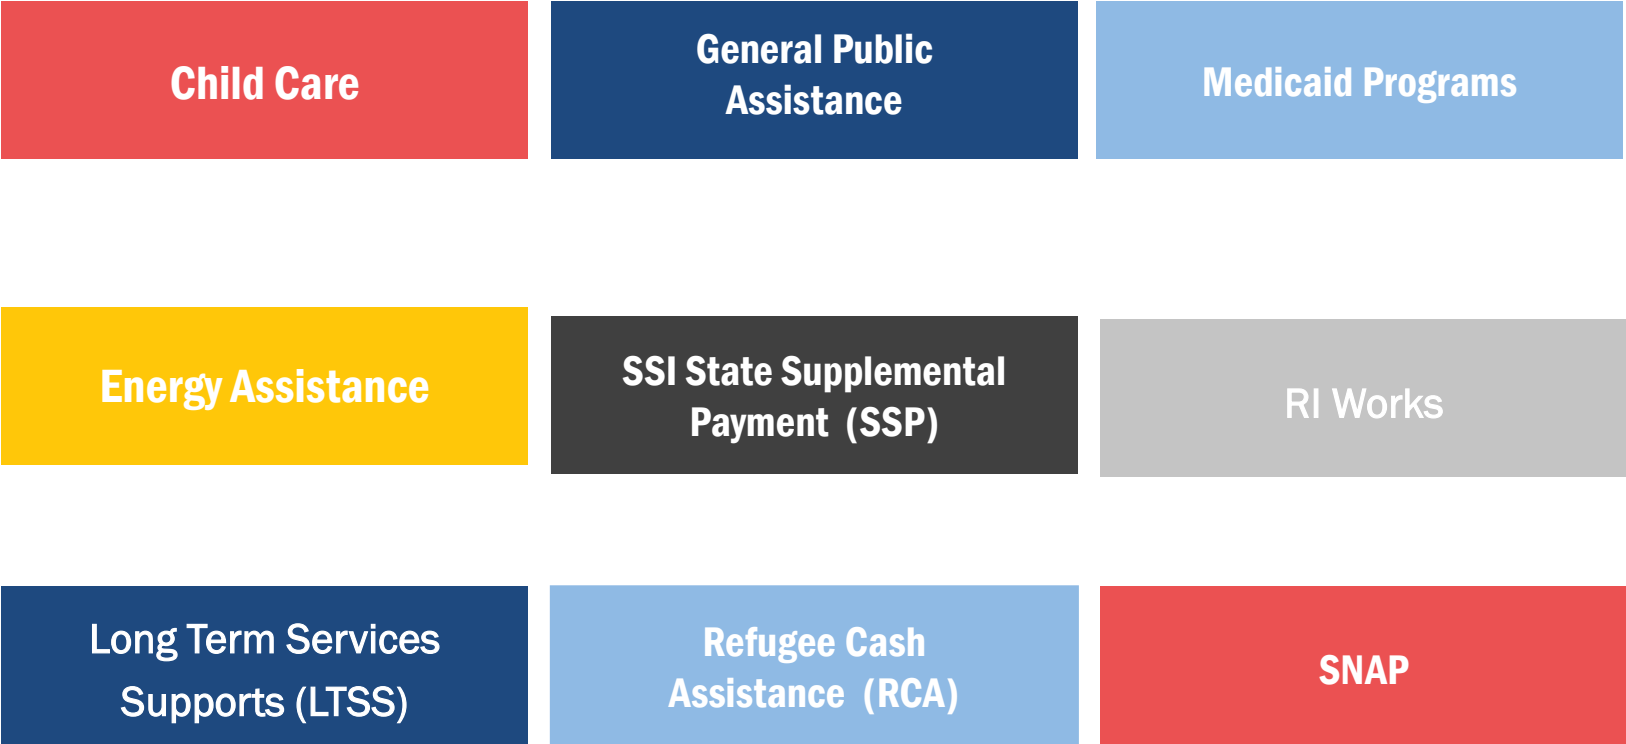 Child Care
General Public
Assistance
Medicaid Programs
Energy Assistance
SSI State Supplemental
Payment (SSP)
RI Works
Long Term Services
Supports (LTSS)
Refugee Cash
Assistance (RCA)
SNAP